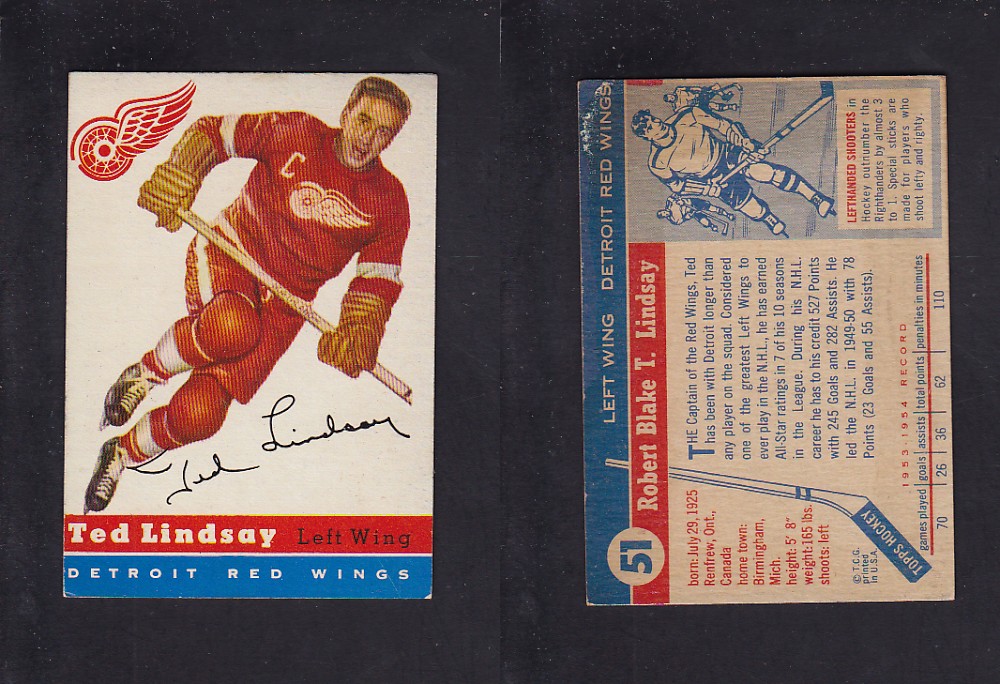 C
Ted Lindsay
Ted Lindsay Left Wing
DETROIT RED WINGS
LEFT WING DETROIT RED WINGS
51 Robert Blake T. Lindsay
born: July 29, 1925
Renfrew, Ont.,
Canada
home town:
Birmingham,
Mich.
height: 5' 8"
weight: 165 lbs.
shoots: left
© T.C.G.
printed
in U.S.A.
TOPPS HOCKEY
THE Captain of the Red Wings, Ted
has been with Detroit longer than
any player on the squad. Considered
one of the greatest Left Wings to
ever play in the N.H.L., he has earned
All-Star ratings in 7 of his 10 seasons
in the League. During his N.H.L.
career he has to his credit 527 Points
with 245 Goals and 282 Assists. He
led the N.H.L. in 1949-50 with 78
Points (23 Goals and 55 Assists).
1953-1954 RECORD
games played goals assists total points penalties in minutes
70 26 36 62 110
LEFTHANDED SHOOTERS in
Hockey outnumber the
Righthanders by almost 3
to 1. Special sticks are
made for players who
shoot lefty and righty.